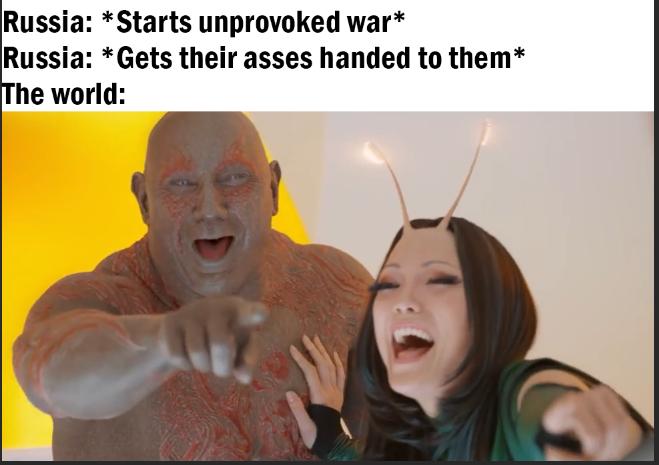 Russia: *Starts unprovoked war*
Russia: *Gets their asses handed to them*
The world: